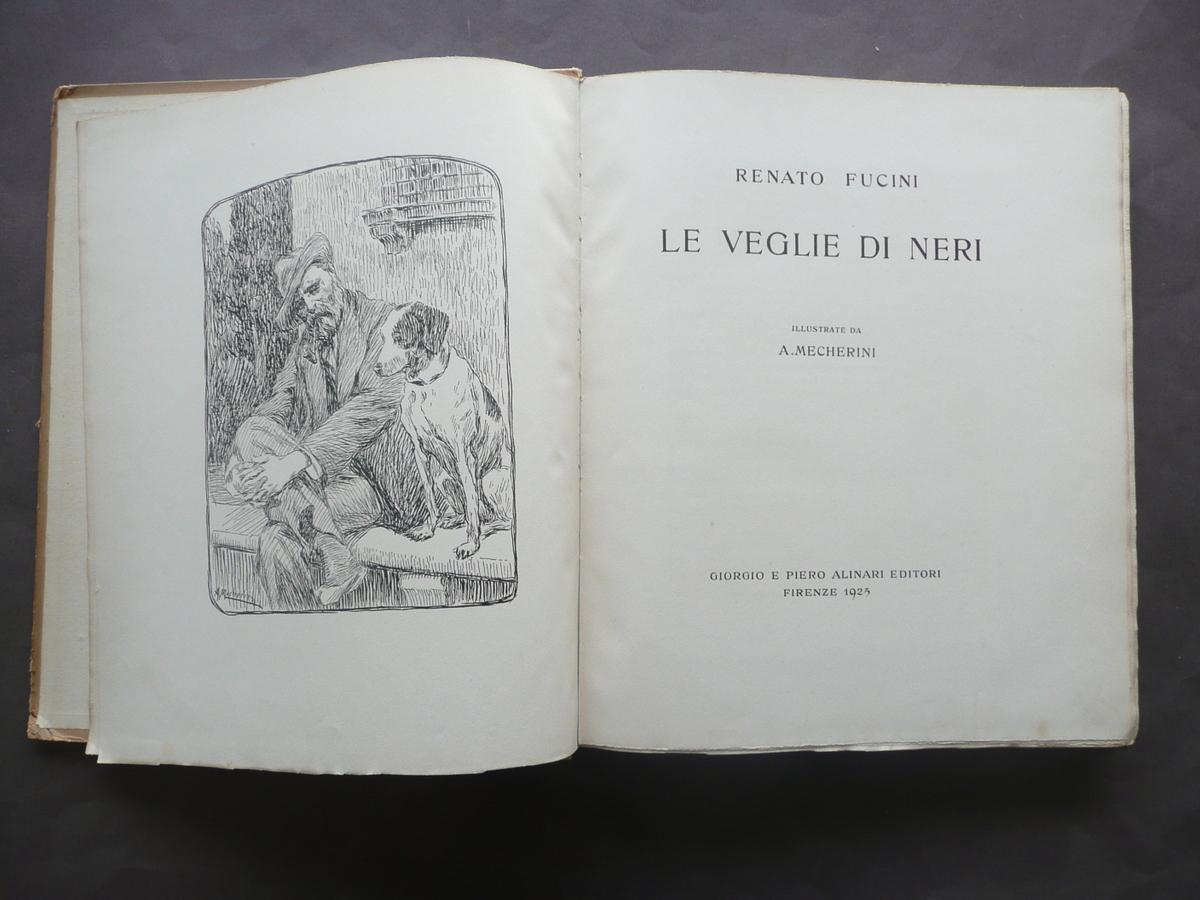 RENATO FUCINI
LE VEGLIE DI NERI
ILLUSTRATE DA
A.MECHERINI
GIORGIO E PIERO ALINARI EDITORI
FIRENZE 1923